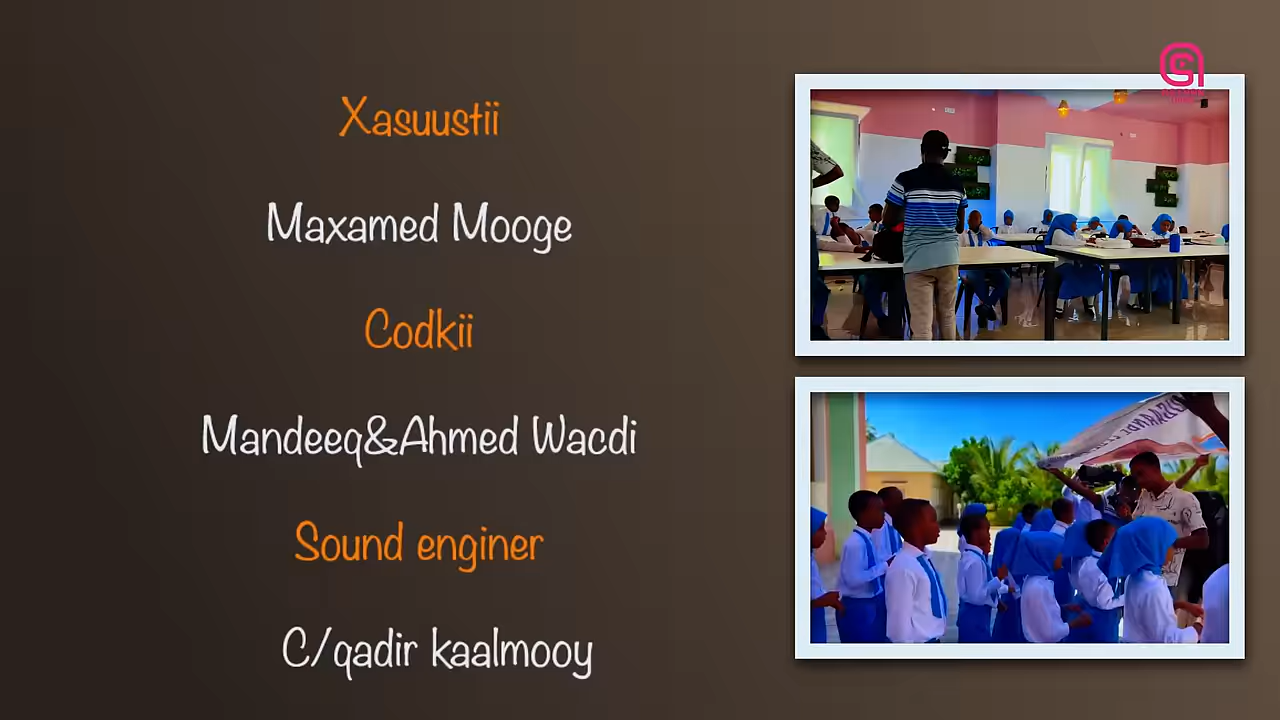 Xasuustii
Maxamed Mooge
Codkii
Mandeeq&Ahmed Wacdi
Sound enginer
C/qadir kaalmooy